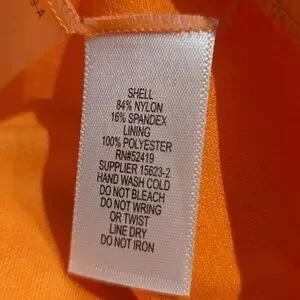 9-A
SHELL
84% NYLON
16% SPANDEX
LINING
100% POLYESTER
RN#52419
SUPPLIER 15623-2
HAND WASH COLD
DO NOT BLEACH
DO NOT WRING
OR TWIST
LINE DRY
DO NOT IRON